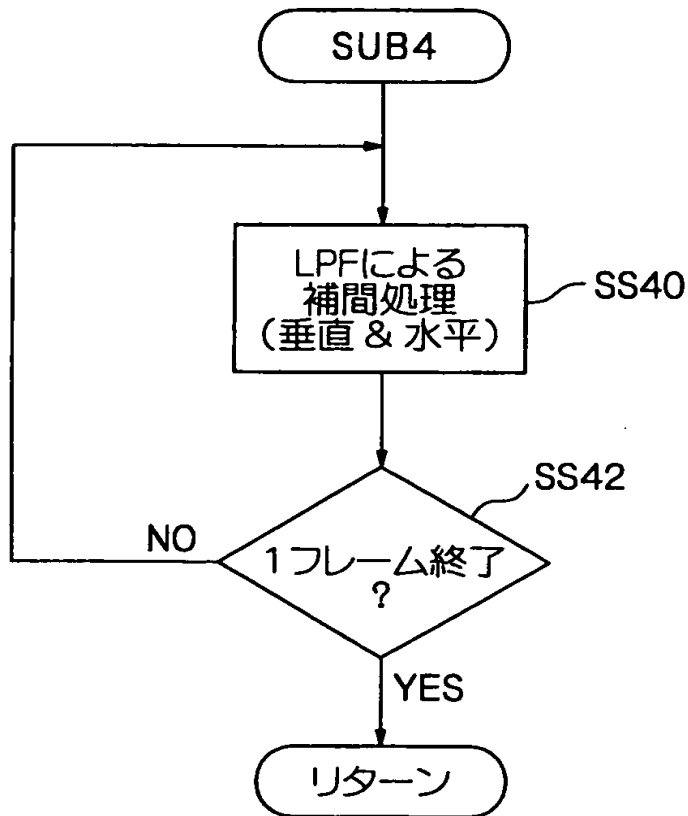 SUB4
LPFによる
補間処理
(垂直 & 水平)
SS40
SS42
NO
1フレーム終了
?
YES
リターン